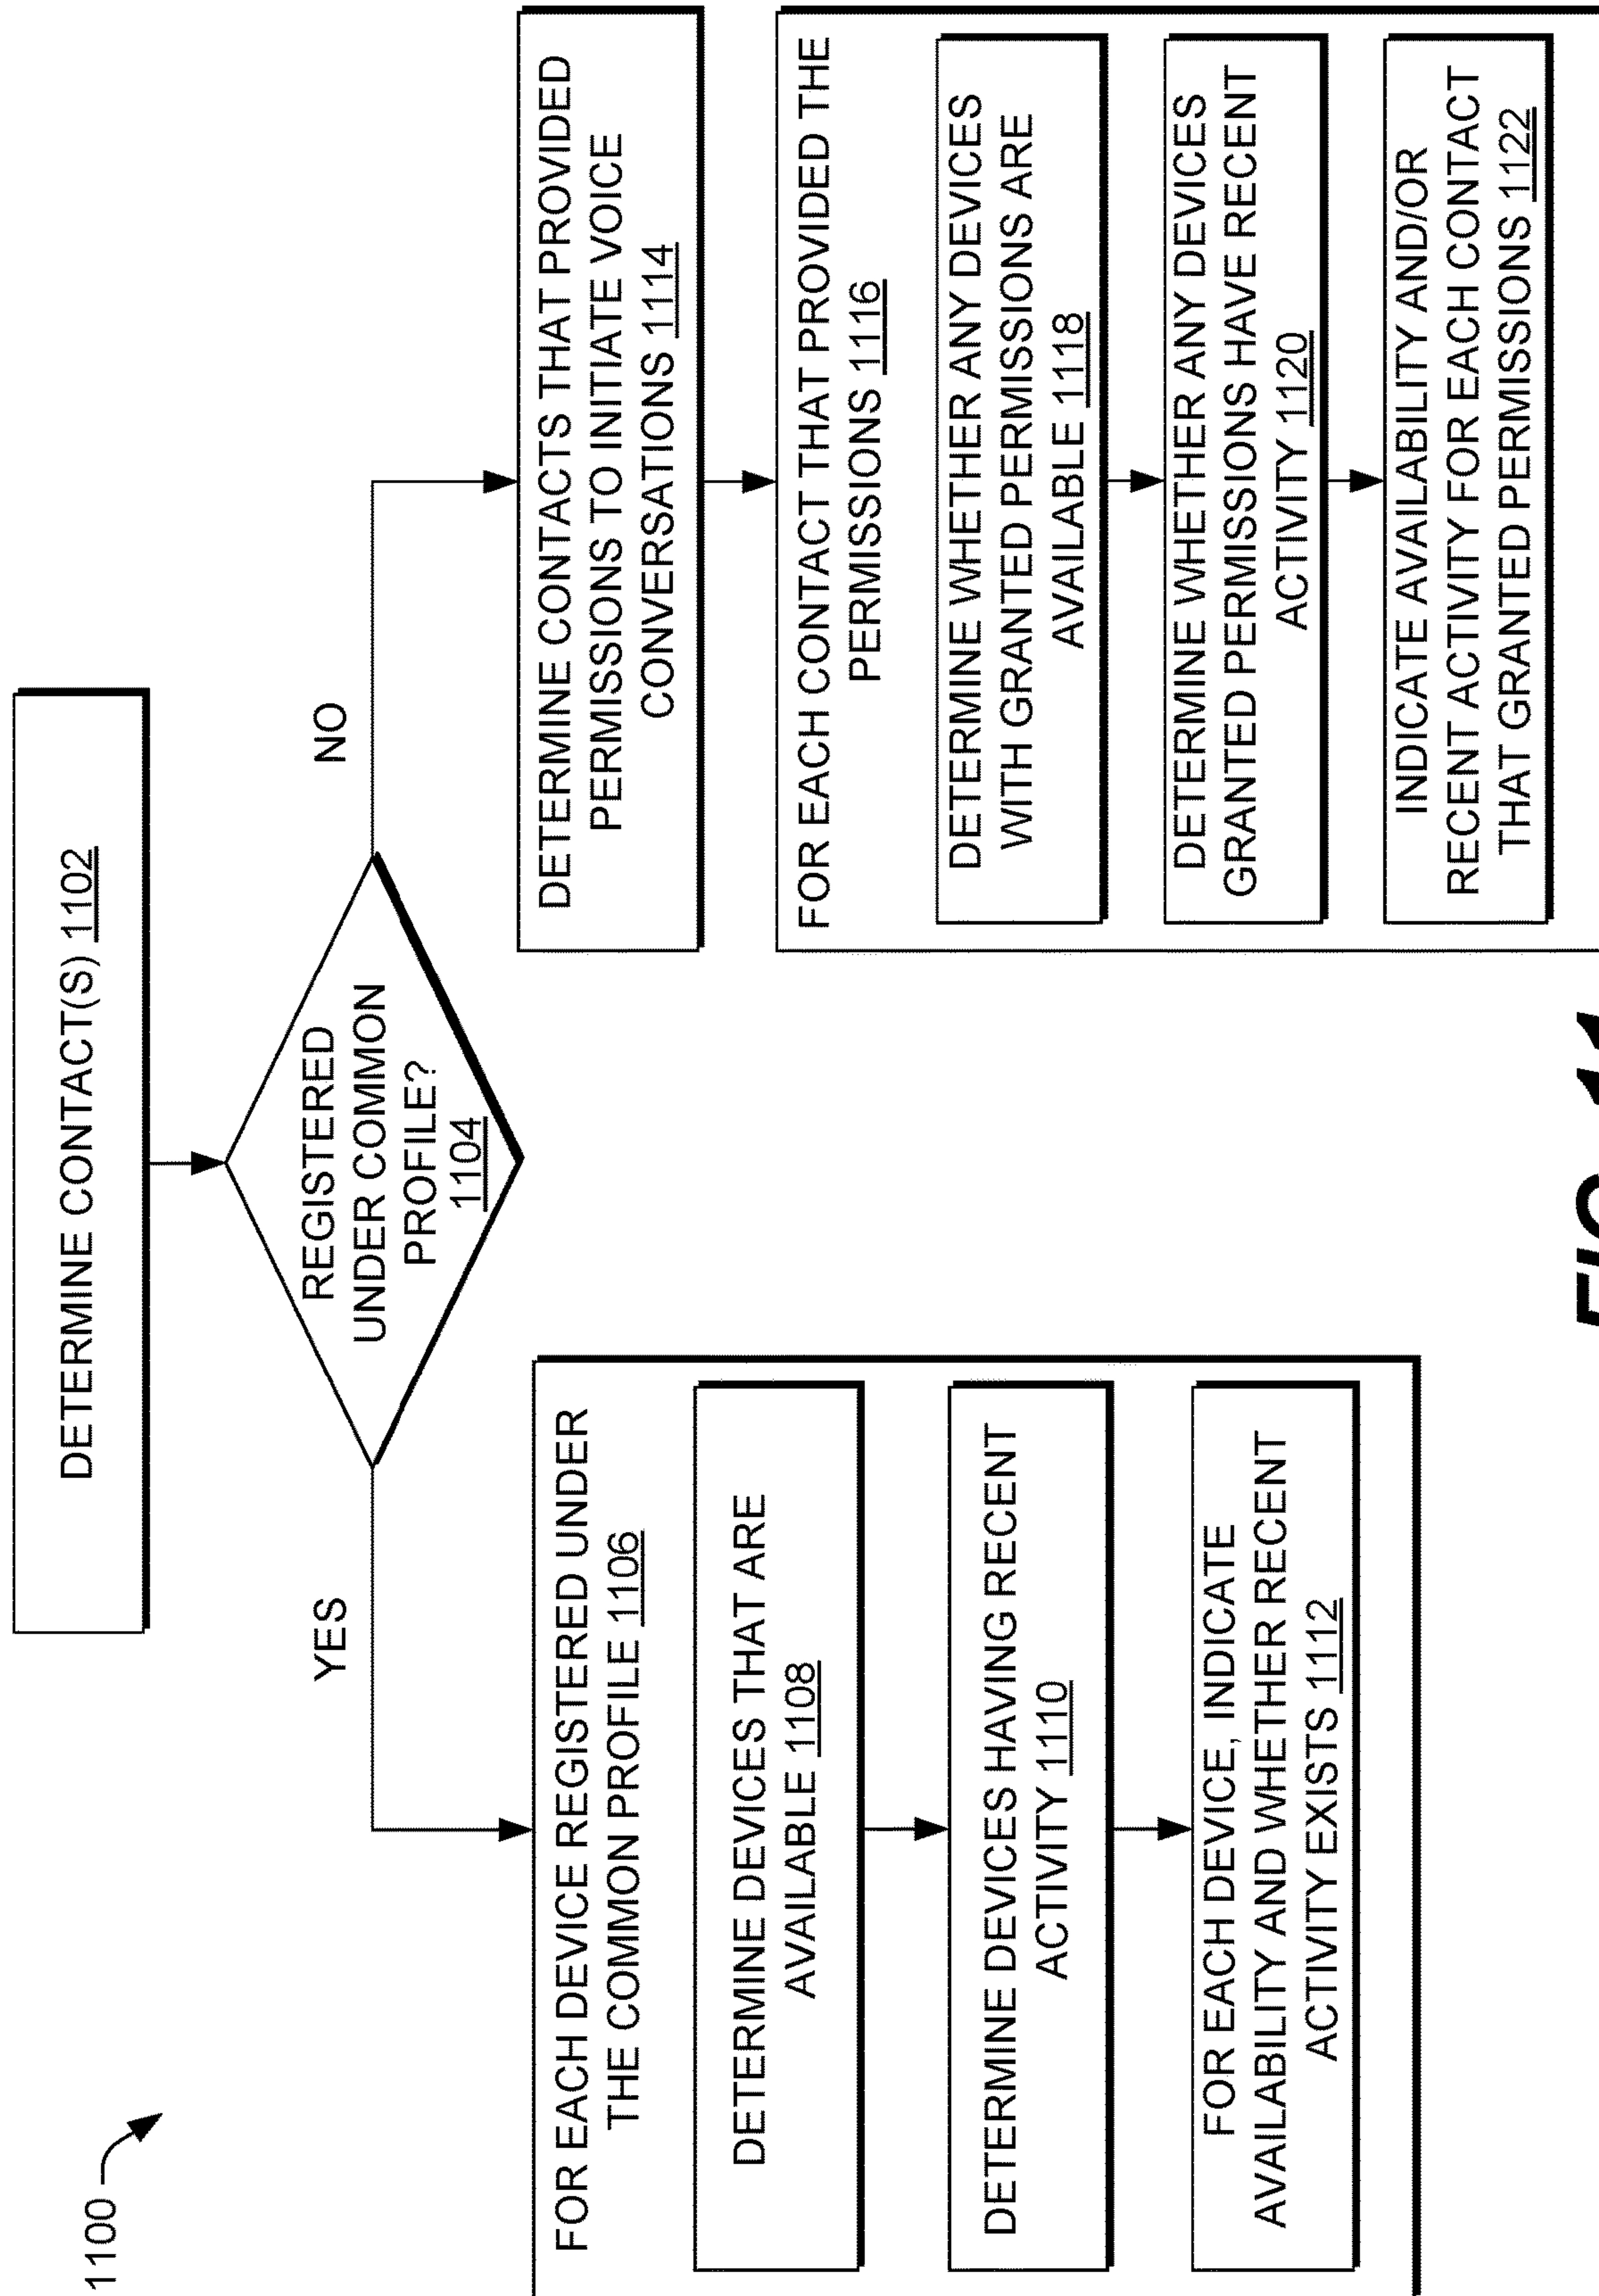 1100
DETERMINE CONTACT(S) 1102
REGISTERED
UNDER COMMON
PROFILE?
1104
YES
NO
FOR EACH DEVICE REGISTERED UNDER
THE COMMON PROFILE 1106
DETERMINE DEVICES THAT ARE
AVAILABLE 1108
DETERMINE DEVICES HAVING RECENT
ACTIVITY 1110
FOR EACH DEVICE, INDICATE
AVAILABILITY AND WHETHER RECENT
ACTIVITY EXISTS 1112
DETERMINE CONTACTS THAT PROVIDED
PERMISSIONS TO INITIATE VOICE
CONVERSATIONS 1114
FOR EACH CONTACT THAT PROVIDED THE
PERMISSIONS 1116
DETERMINE WHETHER ANY DEVICES
WITH GRANTED PERMISSIONS ARE
AVAILABLE 1118
DETERMINE WHETHER ANY DEVICES
GRANTED PERMISSIONS HAVE RECENT
ACTIVITY 1120
INDICATE AVAILABILITY AND/OR
RECENT ACTIVITY FOR EACH CONTACT
THAT GRANTED PERMISSIONS 1122
FIG. 11